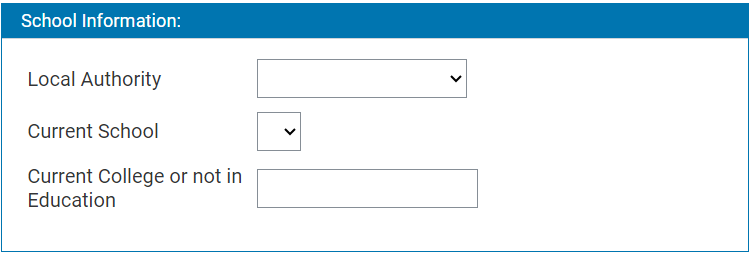 School Information:
Local Authority
Current School
Current College or not in
Education